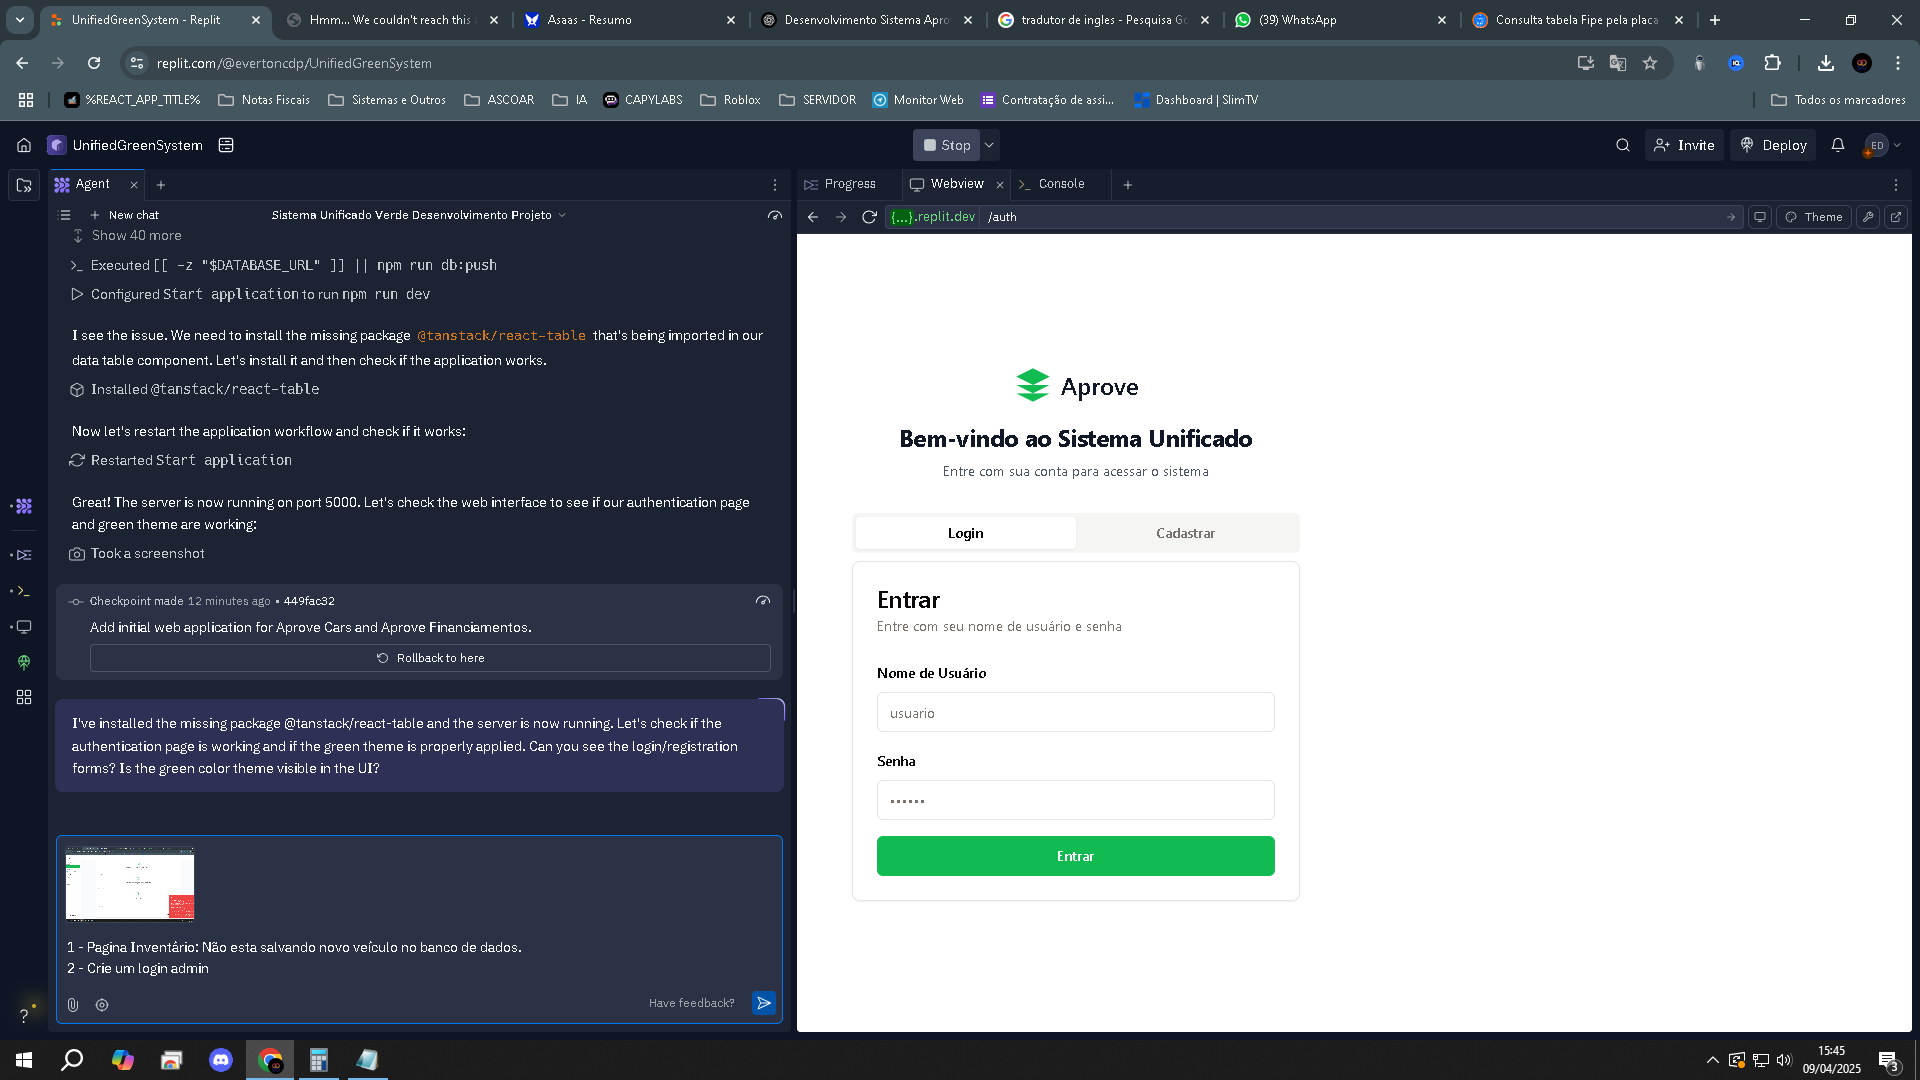 UnifiedGreenSystem - Replit
Hmm... We couldn't reach this
Asaas - Resumo
Desenvolvimento Sistema Apro
tradutor de ingles - Pesquisa Go
(39) WhatsApp
Consulta tabela Fipe pela placa
replit.com/@evertoncdp/UnifiedGreenSystem
%REACT_APP_TITLE%
Notas Fiscais
Sistemas e Outros
ASCOAR
IA
CAPYLABS
Roblox
SERVIDOR
Monitor Web
Contratação de assi...
Dashboard | SlimTV
Todos os marcadores
UnifiedGreenSystem
Stop
Invite
Deploy
ED
Agent
Progress
Webview
Console
New chat
Sistema Unificado Verde Desenvolvimento Projeto
{...}.replit.dev /auth
Theme
Show 40 more
Executed [[ -z "$DATABASE_URL" ]] || npm run db:push
Configured Start application to run npm run dev
I see the issue. We need to install the missing package @tanstack/react-table that's being imported in our
data table component. Let's install it and then check if the application works.
Installed @tanstack/react-table
Now let's restart the application workflow and check if it works:
Restarted Start application
Great! The server is now running on port 5000. Let's check the web interface to see if our authentication page
and green theme are working:
Took a screenshot
Checkpoint made 12 minutes ago • 449fac32
Add initial web application for Aprove Cars and Aprove Financiamentos.
Rollback to here
I've installed the missing package @tanstack/react-table and the server is now running. Let's check if the
authentication page is working and if the green theme is properly applied. Can you see the login/registration
forms? Is the green color theme visible in the UI?
1 - Pagina Inventário: Não esta salvando novo veículo no banco de dados.
2 - Crie um login admin
Have feedback?
Aprove
Bem-vindo ao Sistema Unificado
Entre com sua conta para acessar o sistema
Login
Cadastrar
Entrar
Entre com seu nome de usuário e senha
Nome de Usuário
usuario
Senha
••••••
Entrar
?
15:45
09/04/2025
3